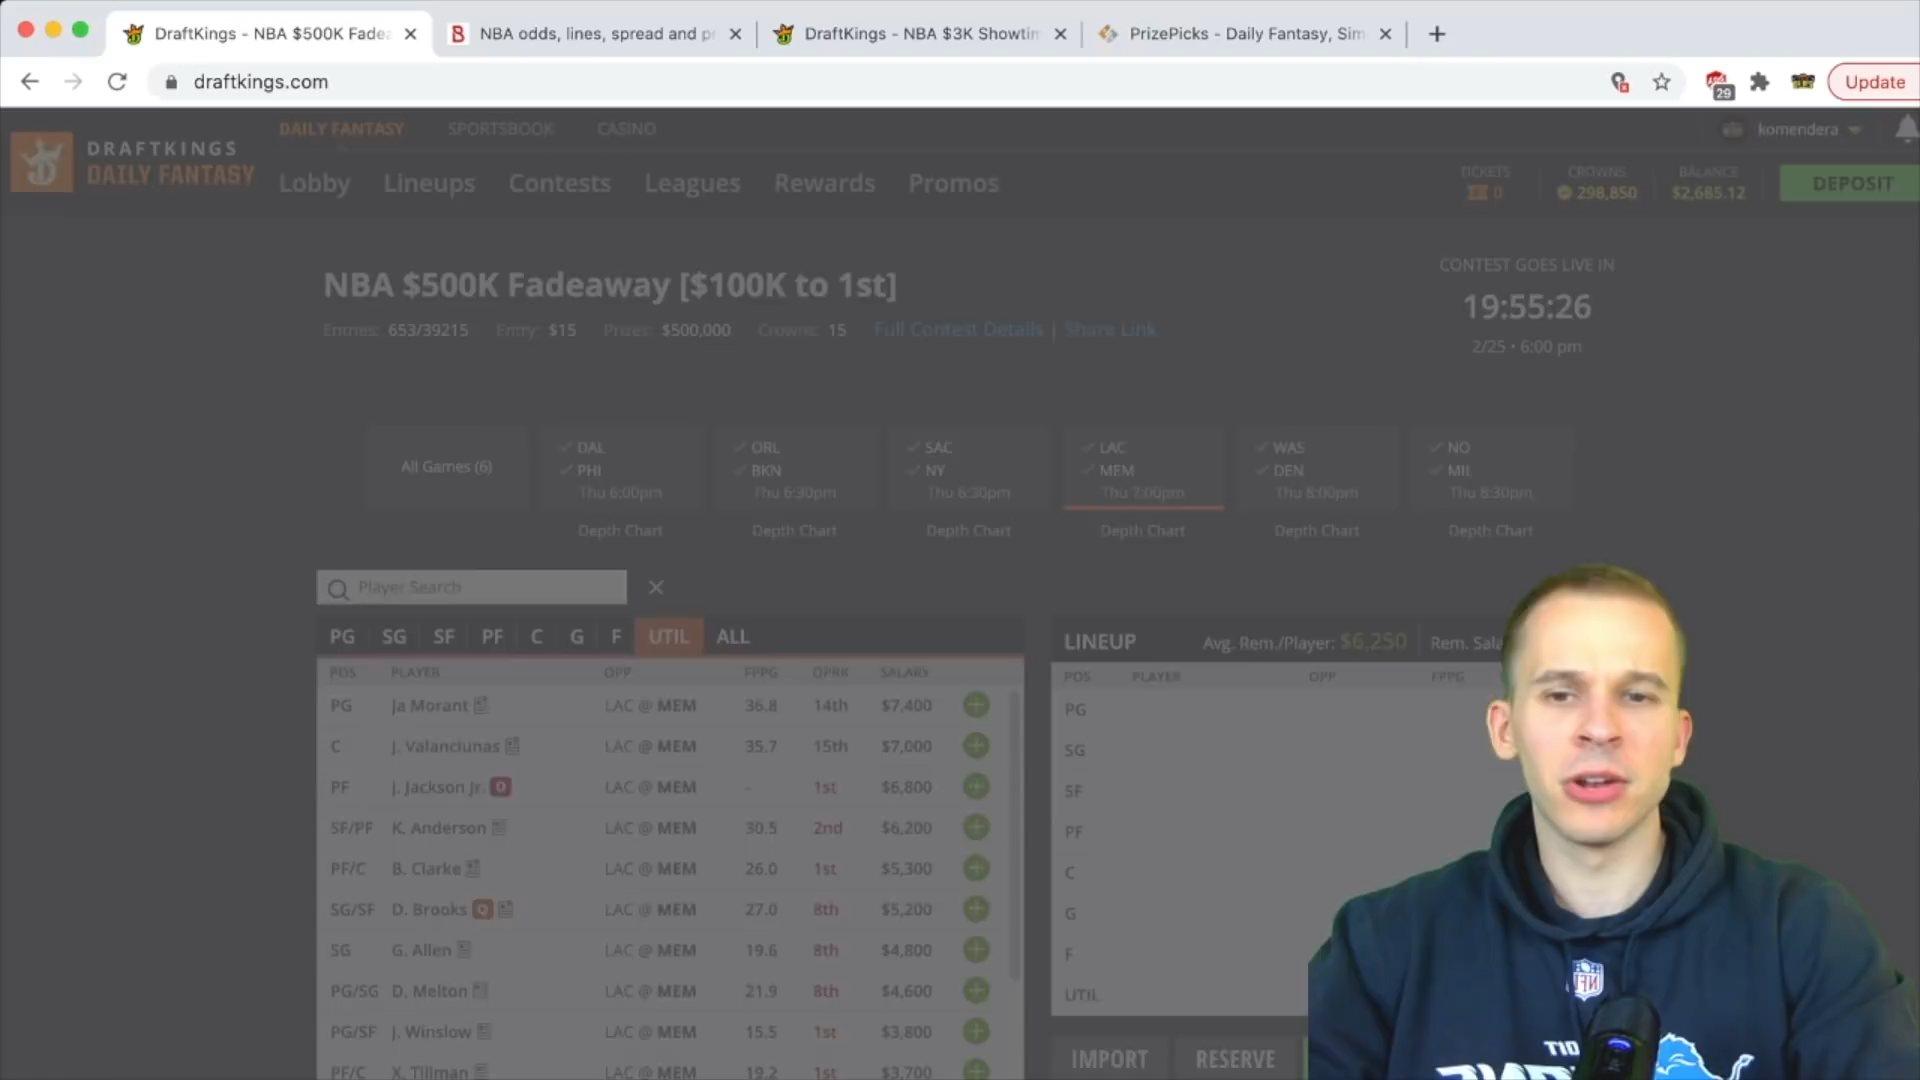 DraftKings - NBA $500K Fadea
NBA odds, lines, spread and p
DraftKings - NBA $3K Showtim
PrizePicks - Daily Fantasy, Sim
draftkings.com
29
Update
DAILY FANTASY SPORTSBOOK CASINO
komendera
DRAFTKINGS
DAILY FANTASY
Lobby Lineups Contests Leagues Rewards Promos
TICKETS CROWNS BALANCE
0 298,850 $2,685.12
DEPOSIT
NBA $500K Fadeaway [$100K to 1st]
Entries: 653/39215 Entry: $15 Prizes: $500,000 Crowns: 15 Full Contest Details | Share Link
CONTEST GOES LIVE IN
19:55:26
2/25 • 6:00 pm
All Games (6)
DAL
PHI
Thu 6:00pm
Depth Chart
ORL
BKN
Thu 6:30pm
Depth Chart
SAC
NY
Thu 6:30pm
Depth Chart
LAC
MEM
Thu 7:00pm
Depth Chart
WAS
DEN
Thu 8:00pm
Depth Chart
NO
MIL
Thu 8:30pm
Depth Chart
Player Search
PG SG SF PF C G F UTIL ALL
POS PLAYER OPP FPPG OPRK SALARY
PG Ja Morant LAC @ MEM 36.8 14th $7,400
C J. Valanciunas LAC @ MEM 35.7 15th $7,000
PF J. Jackson Jr. O LAC @ MEM - 1st $6,800
SF/PF K. Anderson LAC @ MEM 30.5 2nd $6,200
PF/C B. Clarke LAC @ MEM 26.0 1st $5,300
SG/SF D. Brooks Q LAC @ MEM 27.0 8th $5,200
SG G. Allen LAC @ MEM 19.6 8th $4,800
PG/SG D. Melton LAC @ MEM 21.9 8th $4,600
PG/SF J. Winslow LAC @ MEM 15.5 1st $3,800
PF/C X. Tillman LAC @ MEM 19.2 1st $3,700
LINEUP Avg. Rem./Player: $6,250 Rem. Sala
POS PLAYER OPP FPPG
PG
SG
SF
PF
C
G
F
UTIL
IMPORT RESERVE
NFL